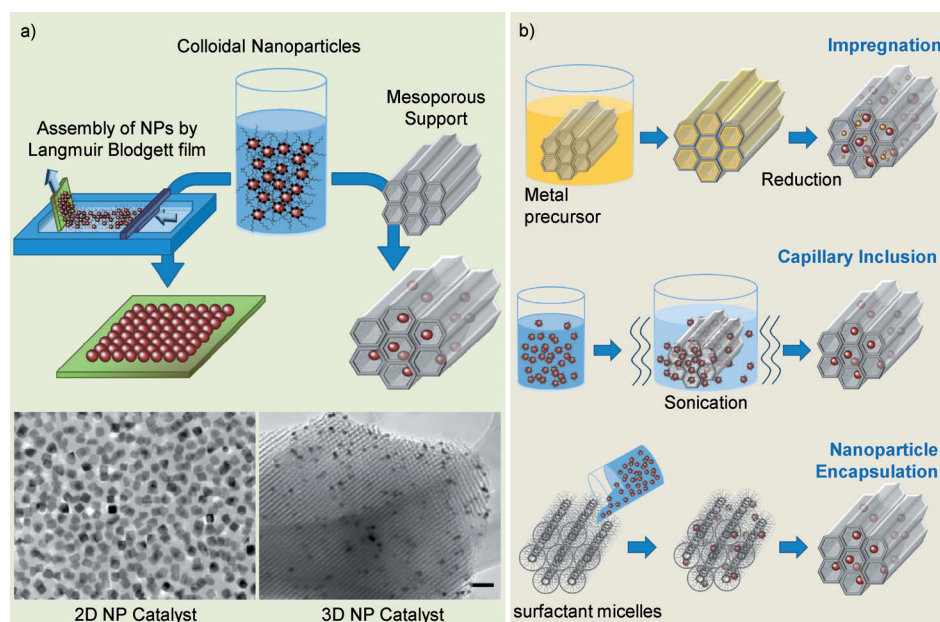 a)
Colloidal Nanoparticles
Mesoporous
Support
Assembly of NPs by
Langmuir Blodgett film
2D NP Catalyst
3D NP Catalyst
b)
Impregnation
Metal
precursor
Reduction
Capillary Inclusion
Sonication
Nanoparticle
Encapsulation
surfactant micelles